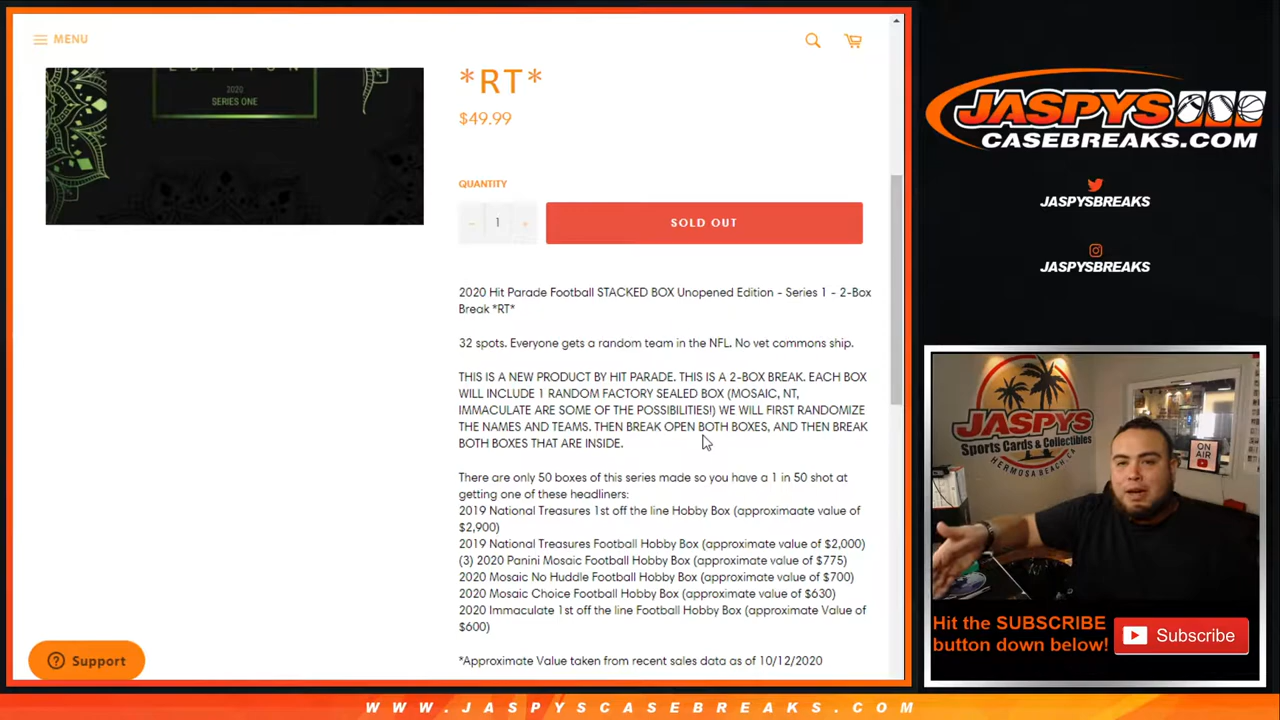 MENU
EDITION
2020
SERIES ONE
*RT*
$49.99
QUANTITY
- 1 +
SOLD OUT
2020 Hit Parade Football STACKED BOX Unopened Edition - Series 1 - 2-Box
Break *RT*
32 spots. Everyone gets a random team in the NFL. No vet commons ship.
THIS IS A NEW PRODUCT BY HIT PARADE. THIS IS A 2-BOX BREAK. EACH BOX
WILL INCLUDE 1 RANDOM FACTORY SEALED BOX (MOSAIC, NT,
IMMACULATE ARE SOME OF THE POSSIBILITIES!) WE WILL FIRST RANDOMIZE
THE NAMES AND TEAMS. THEN BREAK OPEN BOTH BOXES, AND THEN BREAK
BOTH BOXES THAT ARE INSIDE.
There are only 50 boxes of this series made so you have a 1 in 50 shot at
getting one of these headliners:
2019 National Treasures 1st off the line Hobby Box (approximaate value of
$2,900)
2019 National Treasures Football Hobby Box (approximate value of $2,000)
(3) 2020 Panini Mosaic Football Hobby Box (approximate value of $775)
2020 Mosaic No Huddle Football Hobby Box (approximate value of $700)
2020 Mosaic Choice Football Hobby Box (approximate value of $630)
2020 Immaculate 1st off the line Football Hobby Box (approximate Value of
$600)
*Approximate Value taken from recent sales data as of 10/12/2020
Support
JASPYS
CASEBREAKS.COM
JASPYSBREAKS
JASPYSBREAKS
JASPYS
Sports Cards & Collectibles
HERMOSA BEACH, CA
ON
AIR
Hit the SUBSCRIBE
button down below!
Subscribe
WWW.JASPYSCASEBREAKS.COM